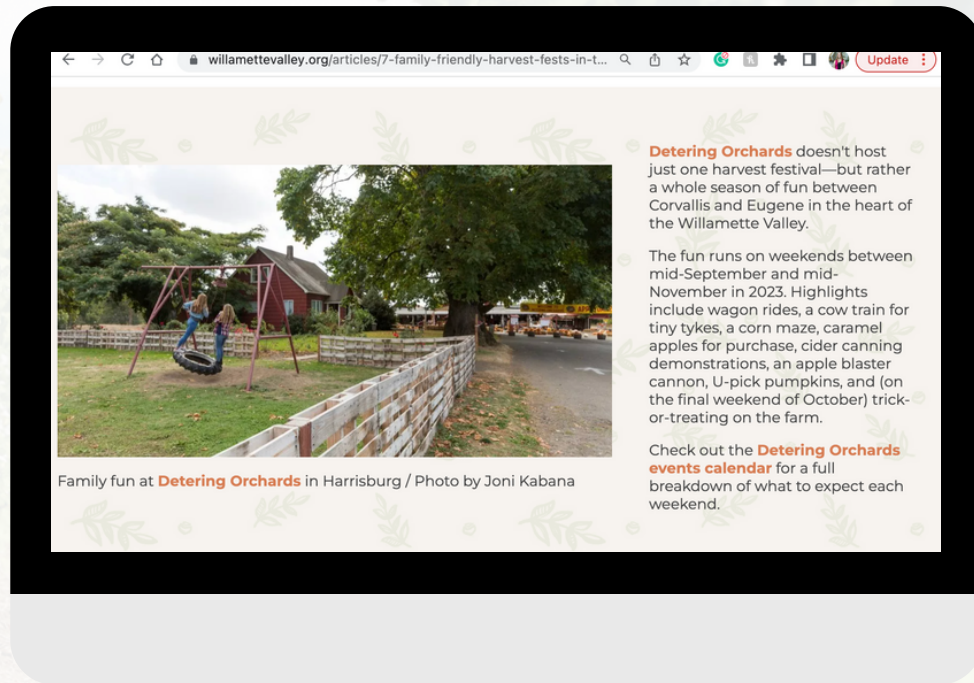 willamettevalley.org/articles/7-family-friendly-harvest-fests-in-t...
Update
Detering Orchards doesn't host
just one harvest festival—but rather
a whole season of fun between
Corvallis and Eugene in the heart of
the Willamette Valley.
The fun runs on weekends between
mid-September and mid-
November in 2023. Highlights
include wagon rides, a cow train for
tiny tykes, a corn maze, caramel
apples for purchase, cider canning
demonstrations, an apple blaster
cannon, U-pick pumpkins, and (on
the final weekend of October) trick-
or-treating on the farm.
Check out the Detering Orchards
events calendar for a full
breakdown of what to expect each
weekend.
Family fun at Detering Orchards in Harrisburg / Photo by Joni Kabana